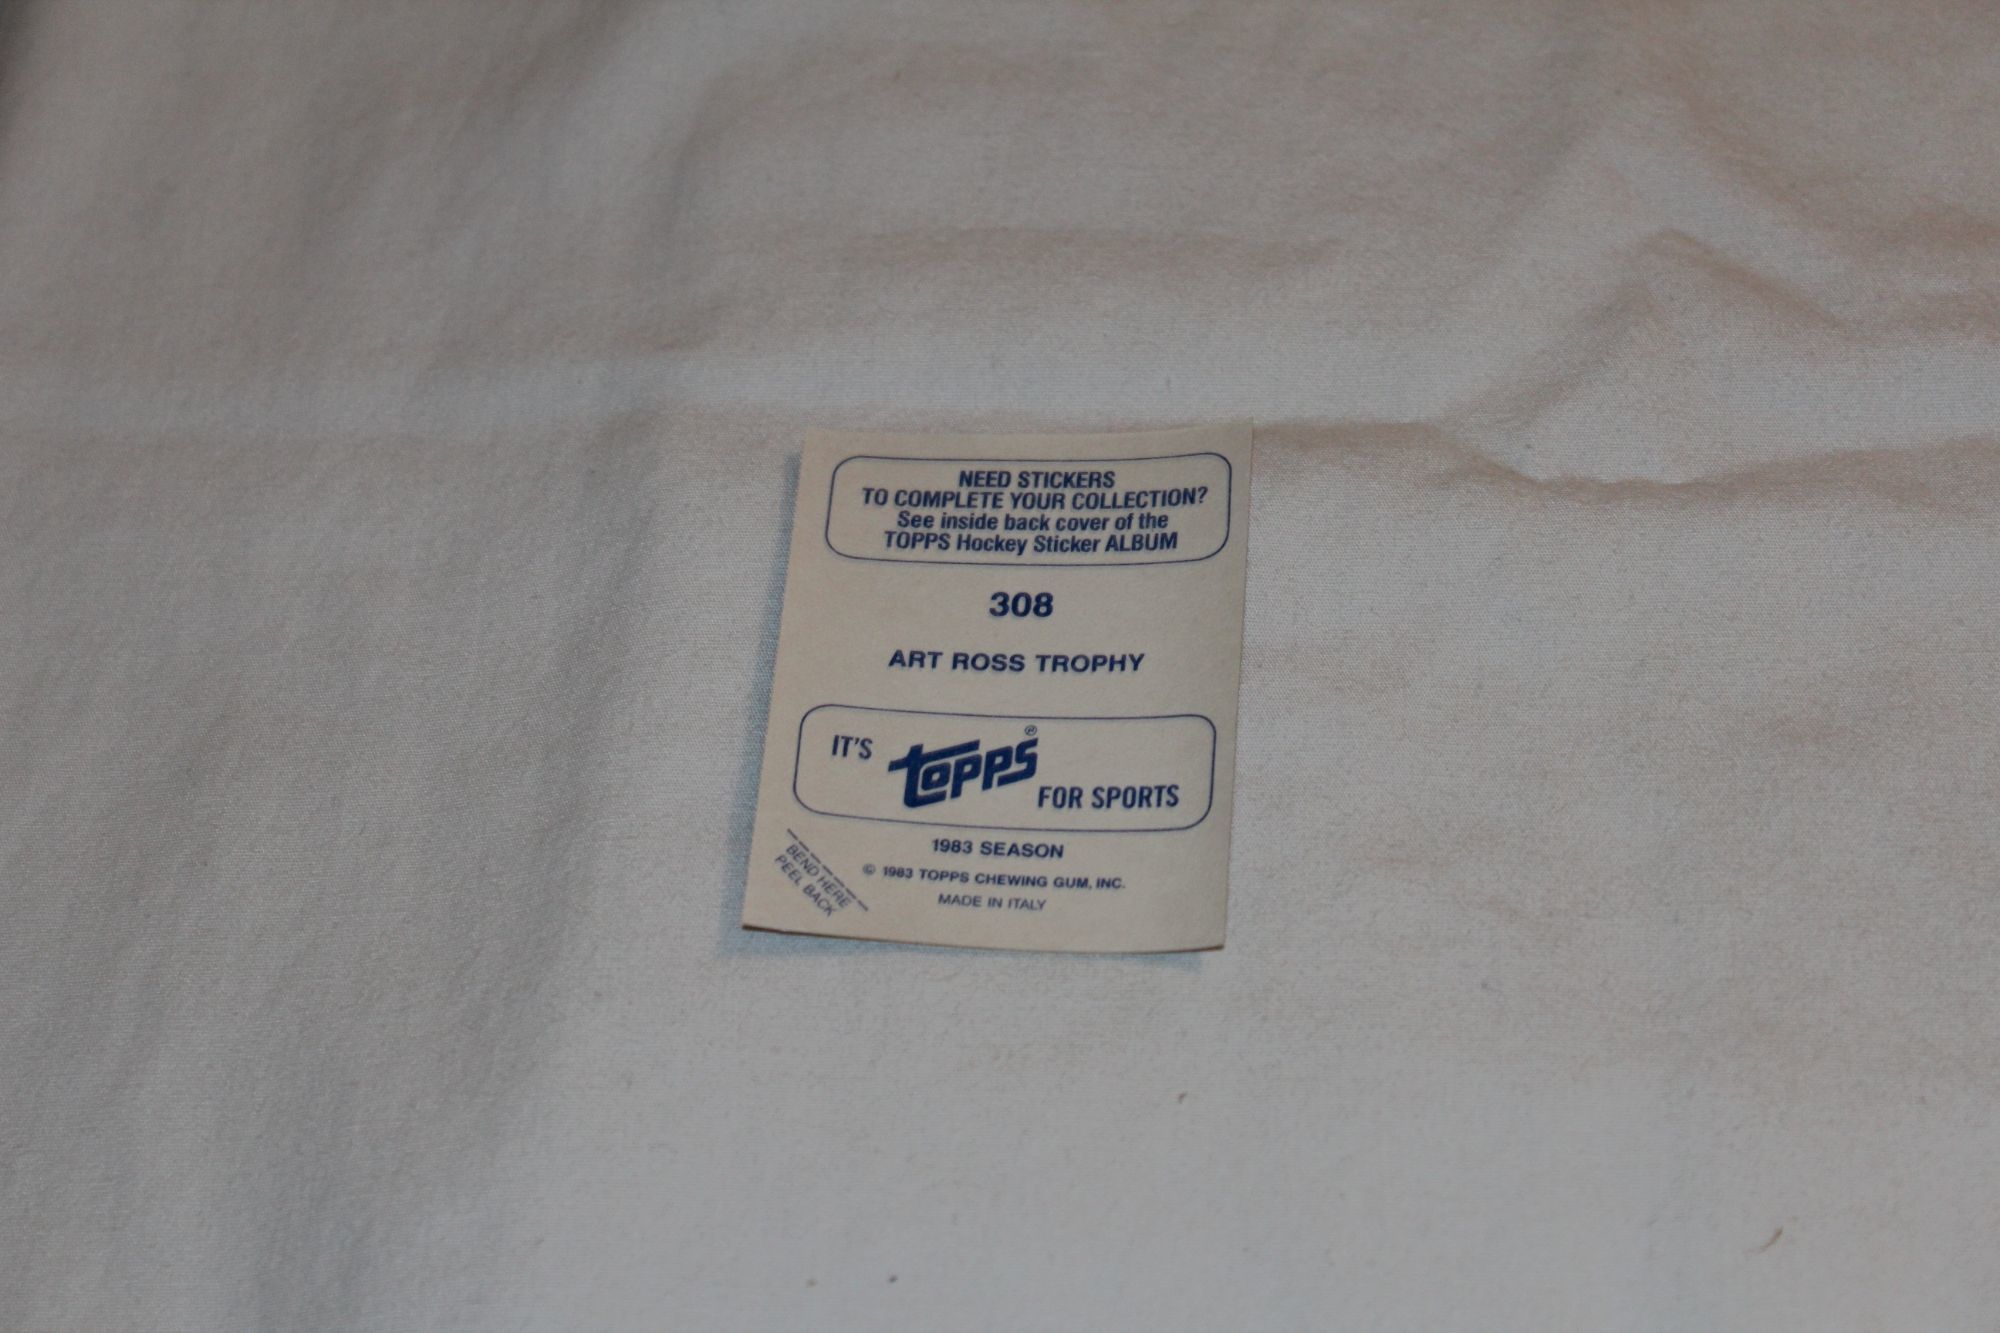 NEED STICKERS
TO COMPLETE YOUR COLLECTION?
See inside back cover of the
TOPPS Hockey Sticker ALBUM
308
ART ROSS TROPHY
IT'S topps® FOR SPORTS
1983 SEASON
© 1983 TOPPS CHEWING GUM, INC.
MADE IN ITALY
BEND HERE
PEEL BACK